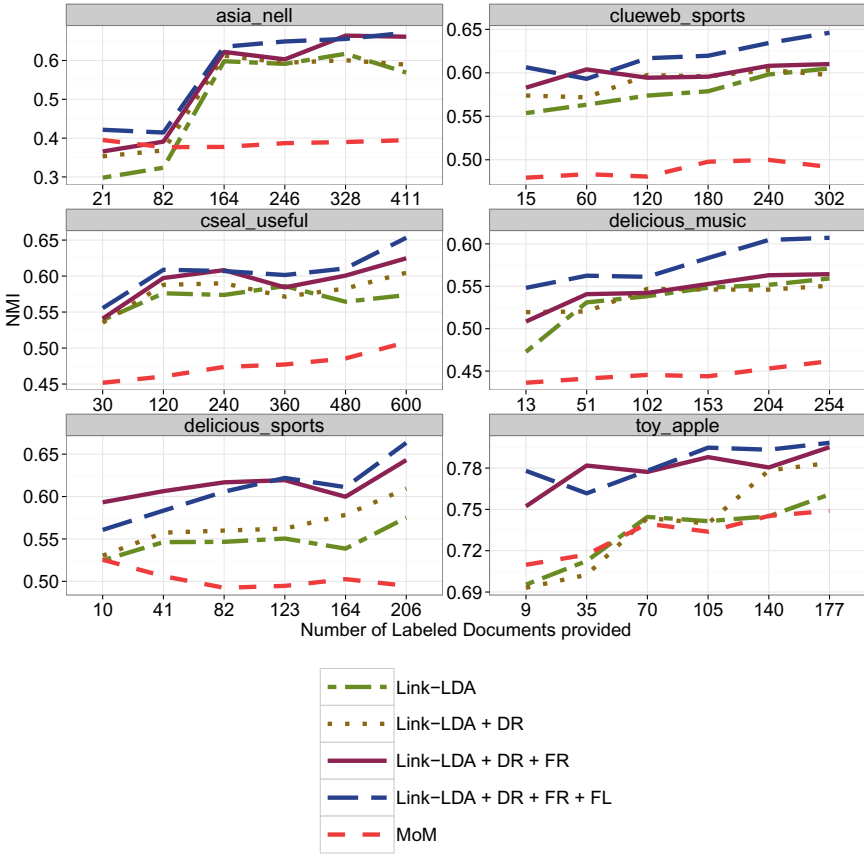 asia_nell
clueweb_sports
0.6
0.5
0.4
0.3
0.60
0.55
0.50
21 82 164 246 328 411
15 60 120 180 240 302
cseal_useful
delicious_music
NMI
0.65
0.60
0.55
0.50
0.45
0.60
0.55
0.50
0.45
30 120 240 360 480 600
13 51 102 153 204 254
delicious_sports
toy_apple
0.65
0.60
0.55
0.50
0.78
0.75
0.72
0.69
10 41 82 123 164 206
9 35 70 105 140 177
Number of Labeled Documents provided
Link−LDA
Link−LDA + DR
Link−LDA + DR + FR
Link−LDA + DR + FR + FL
MoM